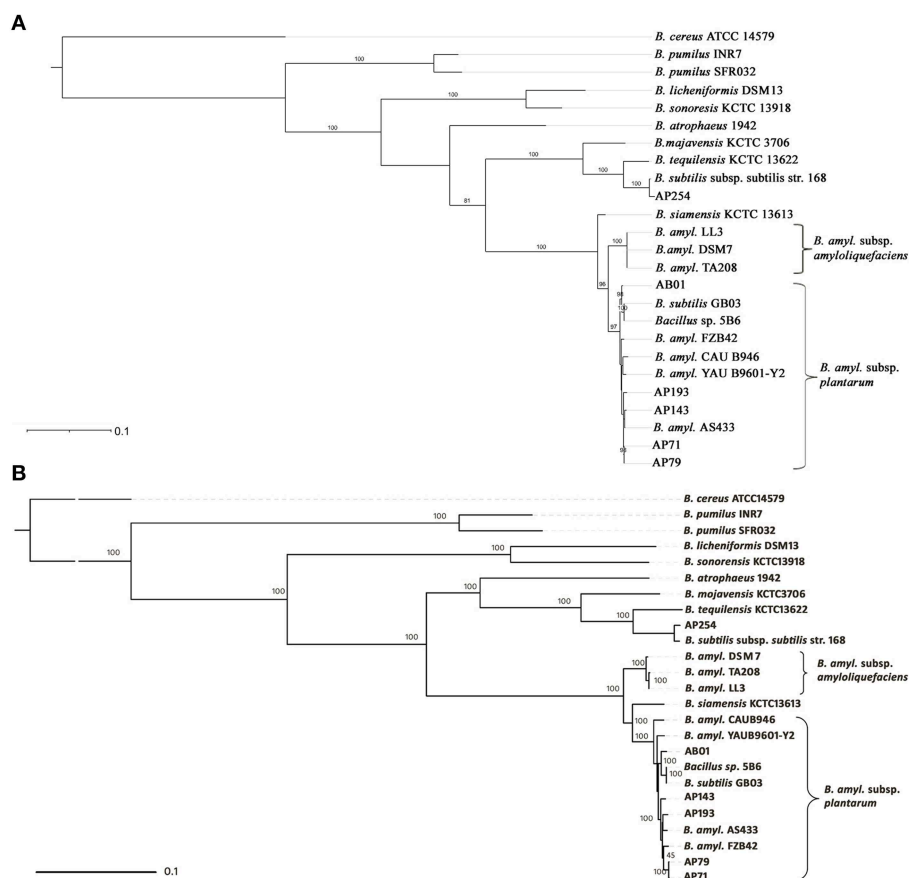 A
B. cereus ATCC 14579
B. pumilus INR7
100
B. pumilus SFR032
B. licheniformis DSM13
100
B. sonoresis KCTC 13918
B. atrophaeus 1942
100
B.majavensis KCTC 3706
100
B. tequilensis KCTC 13622
B. subtilis subsp. subtilis str. 168
100
AP254
81
B. siamensis KCTC 13613
B. amyl. LL3
100
B.amyl. DSM7
B. amyl. subsp.
amyloliquefaciens
100
B. amyl. TA208
96
AB01
98
B. subtilis GB03
100
Bacillus sp. 5B6
97
B. amyl. FZB42
B. amyl. CAU B946
B. amyl. YAU B9601-Y2
B. amyl. subsp.
plantarum
AP193
AP143
B. amyl. AS433
AP71
AP79
0.1
B
B. cereus ATCC14579
B. pumilus INR7
100
B. pumilus SFR032
B. licheniformis DSM13
100
100
B. sonorensis KCTC13918
B. atrophaeus 1942
100
B. mojavensis KCTC3706
100
100
B. tequilensis KCTC13622
100
AP254
B. subtilis subsp. subtilis str. 168
100
B. amyl. DSM7
100
B. amyl. TA208
100
B. amyl. subsp.
amyloliquefaciens
B. amyl. LL3
100
B. siamensis KCTC13613
B. amyl. CAUB946
100
B. amyl. YAUB9601-Y2
100
AB01
100
Bacillus sp. 5B6
100
B. subtilis GB03
AP143
B. amyl. subsp.
plantarum
AP193
100
B. amyl. AS433
B. amyl. FZB42
45
AP79
100
AP71
0.1